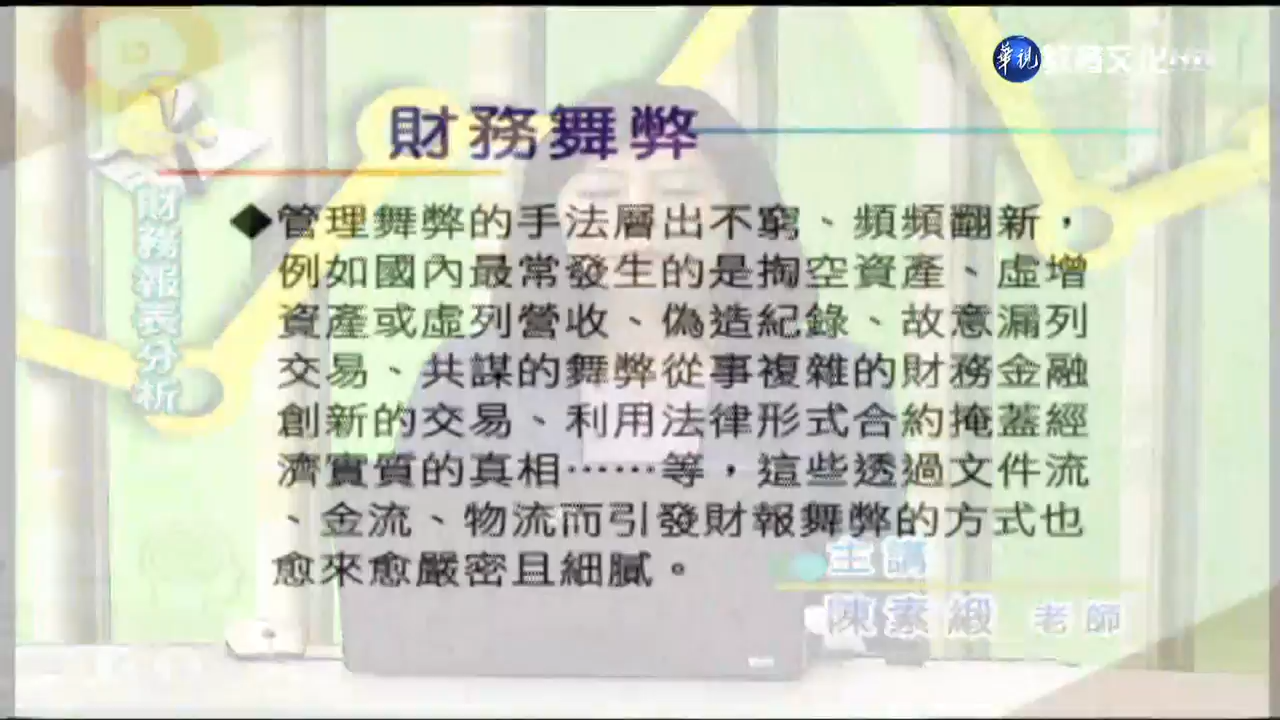 華視 教育文化HD
財務舞弊
財務報表分析
◆管理舞弊的手法層出不窮、頻頻翻新，
例如國內最常發生的是掏空資產、虛增
資產或虛列營收、偽造紀錄、故意漏列
交易、共謀的舞弊從事複雜的財務金融
創新的交易、利用法律形式合約掩蓋經
濟實質的真相……等，這些透過文件流
、金流、物流而引發財報舞弊的方式也
愈來愈嚴密且細膩。
主講
陳素緞 老師